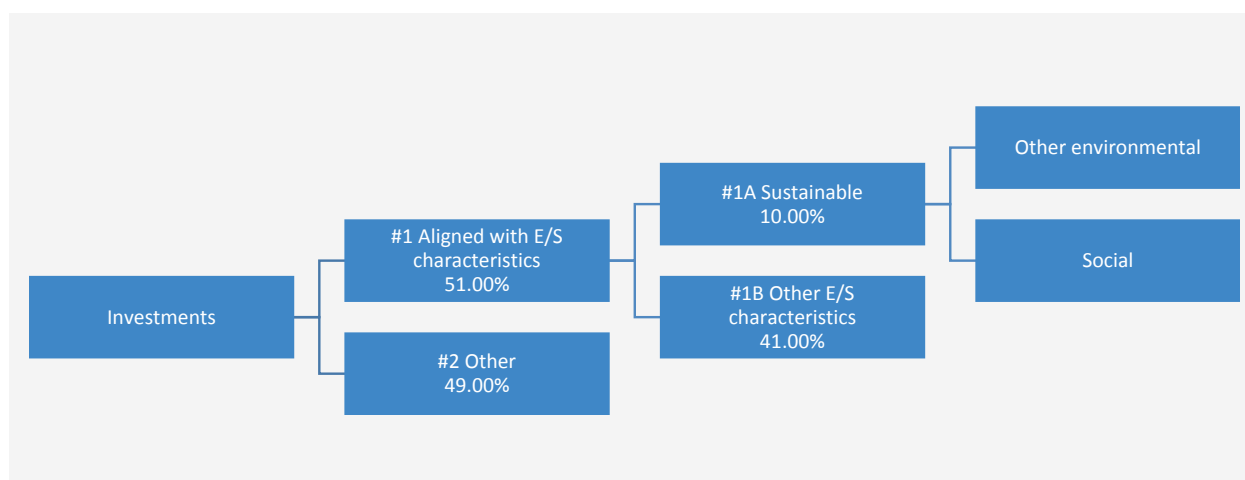 Investments
#1 Aligned with E/S
characteristics
51.00%
#2 Other
49.00%
#1A Sustainable
10.00%
#1B Other E/S
characteristics
41.00%
Other environmental
Social